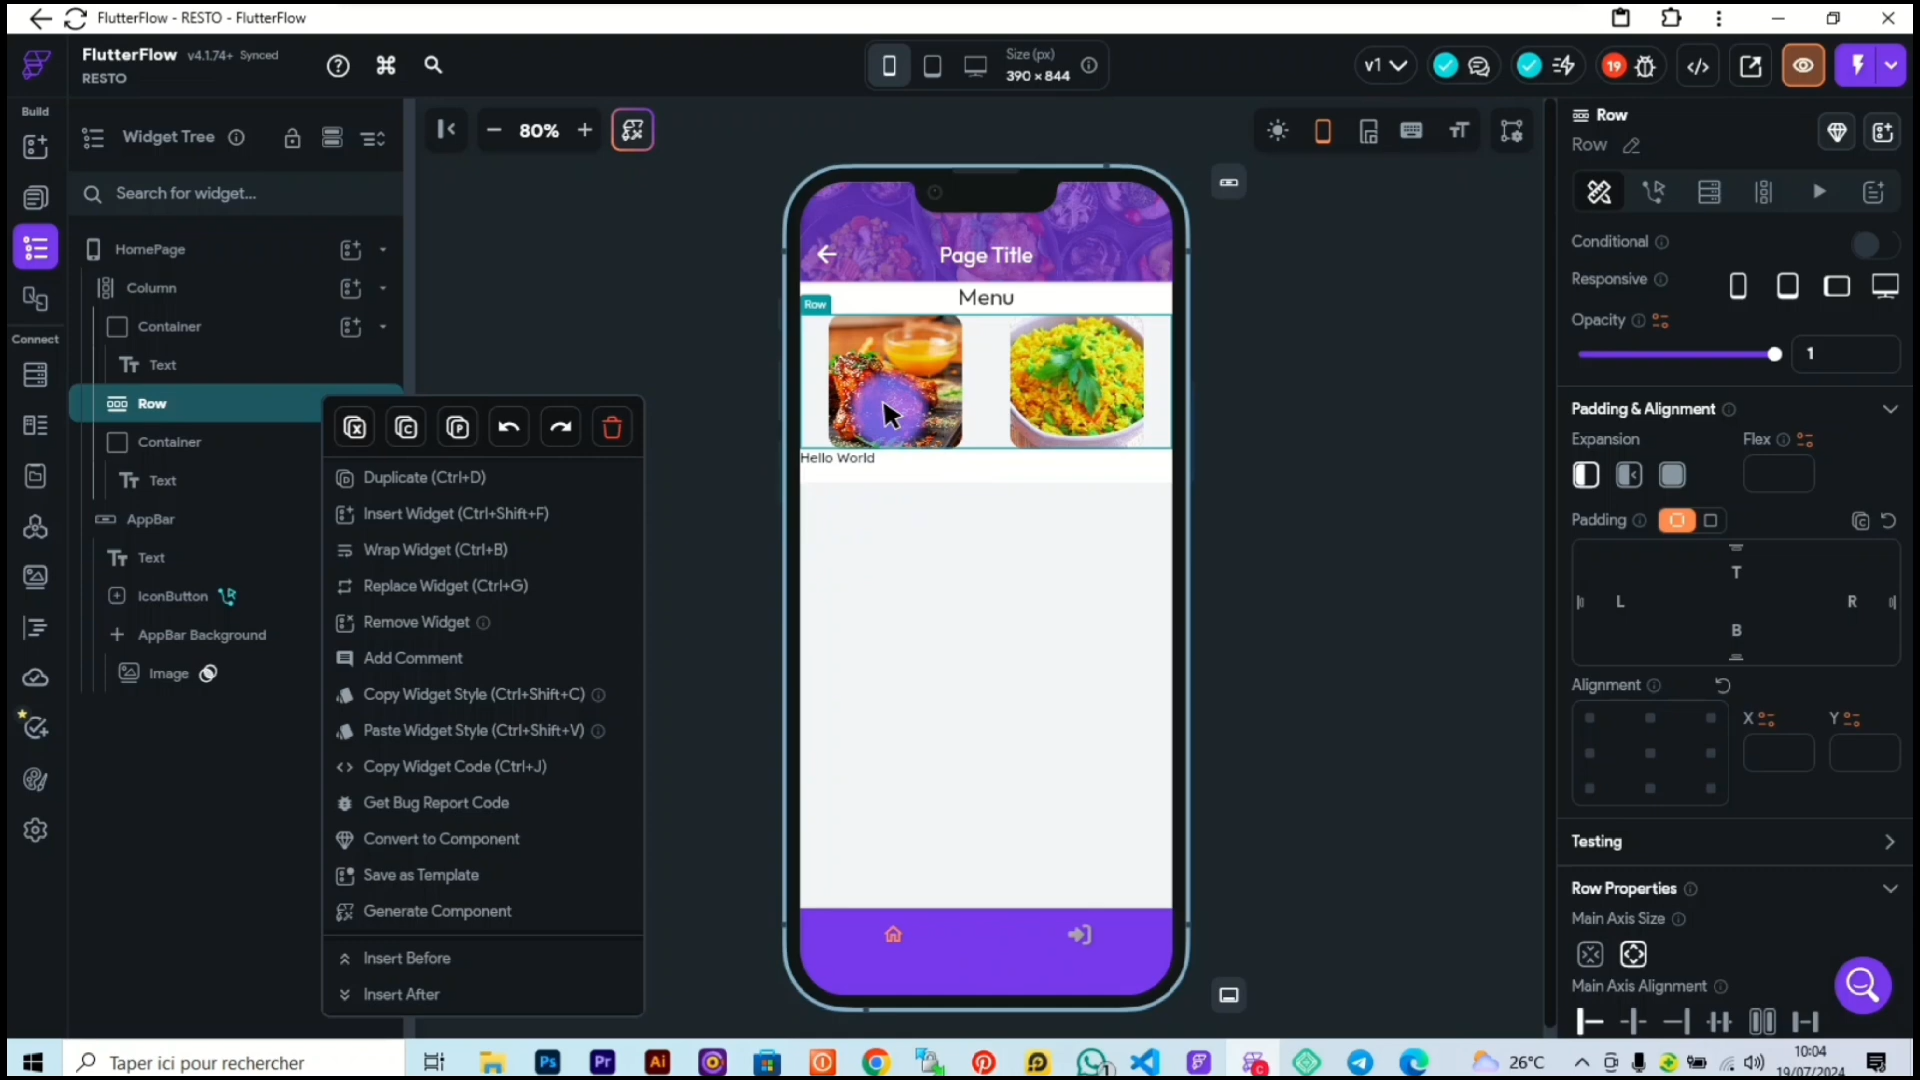 FlutterFlow - RESTO - FlutterFlow
FlutterFlow v4.1.74+ Synced
RESTO
Size (px)
390 × 844
v1
19
Build
Connect
Widget Tree
Search for widget...
HomePage
Column
Container
Text
Row
Container
Text
AppBar
Text
IconButton
AppBar Background
Image
80%
Duplicate (Ctrl+D)
Insert Widget (Ctrl+Shift+F)
Wrap Widget (Ctrl+B)
Replace Widget (Ctrl+G)
Remove Widget
Add Comment
Copy Widget Style (Ctrl+Shift+C)
Paste Widget Style (Ctrl+Shift+V)
Copy Widget Code (Ctrl+J)
Get Bug Report Code
Convert to Component
Save as Template
Generate Component
Insert Before
Insert After
Page Title
Menu
Row
Hello World
Row
Row
Conditional
Responsive
Opacity
1
Padding & Alignment
Expansion Flex
Padding
T
L R
B
Alignment
X Y
Testing
Row Properties
Main Axis Size
Main Axis Alignment
Taper ici pour rechercher
Ps
Pr
Ai
26°C
10:04
19/07/2024